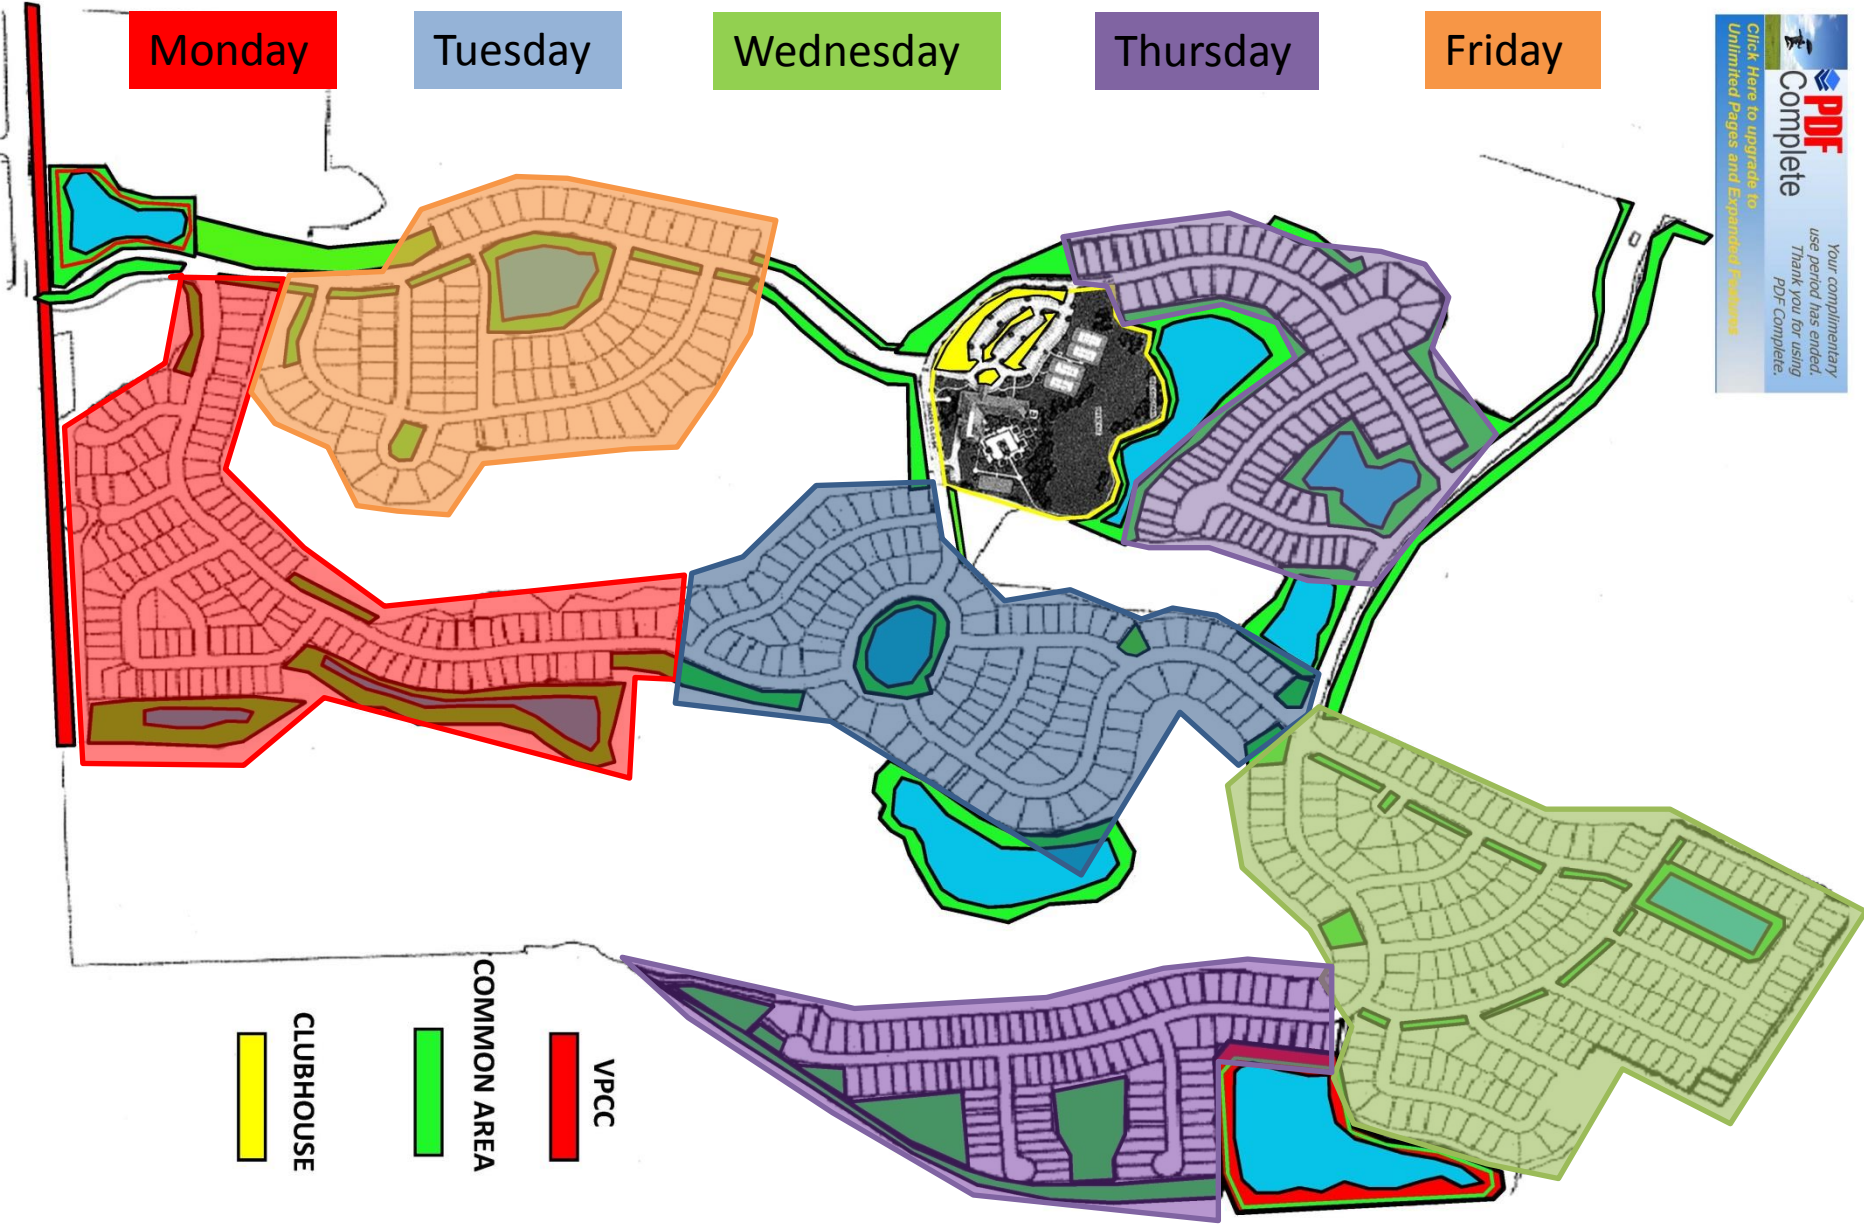 Monday
Tuesday
Wednesday
Thursday
Friday
PDF
Complete
Click Here to upgrade to
Unlimited Pages and Expanded Features
Your complimentary
use period has ended.
Thank you for using
PDF Complete.
CLUBHOUSE
COMMON AREA
VPCC